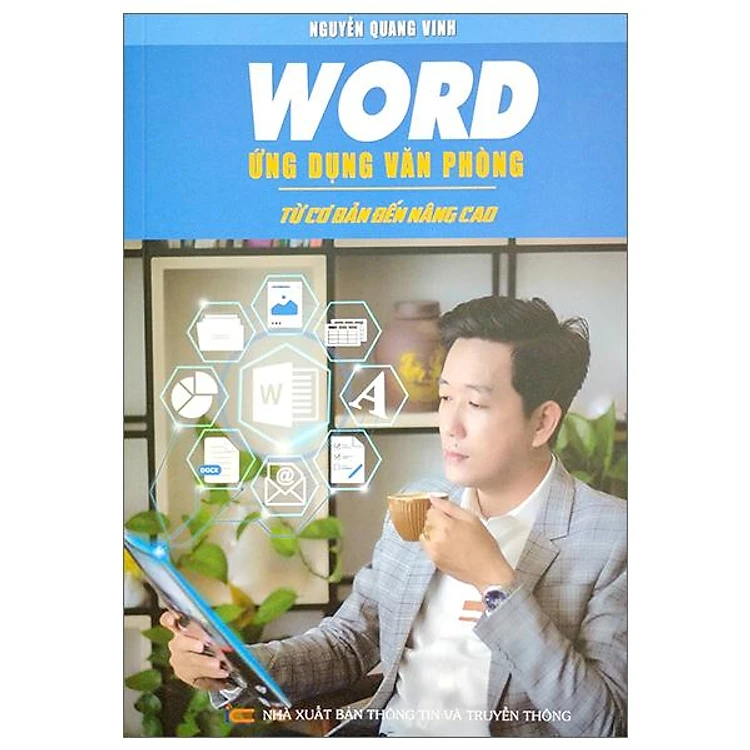 NGUYỄN QUANG VINH
WORD
ỨNG DỤNG VĂN PHÒNG
TỪ CƠ BẢN ĐẾN NÂNG CAO
W
A
DOCX
@
NHÀ XUẤT BẢN THÔNG TIN VÀ TRUYỀN THÔNG